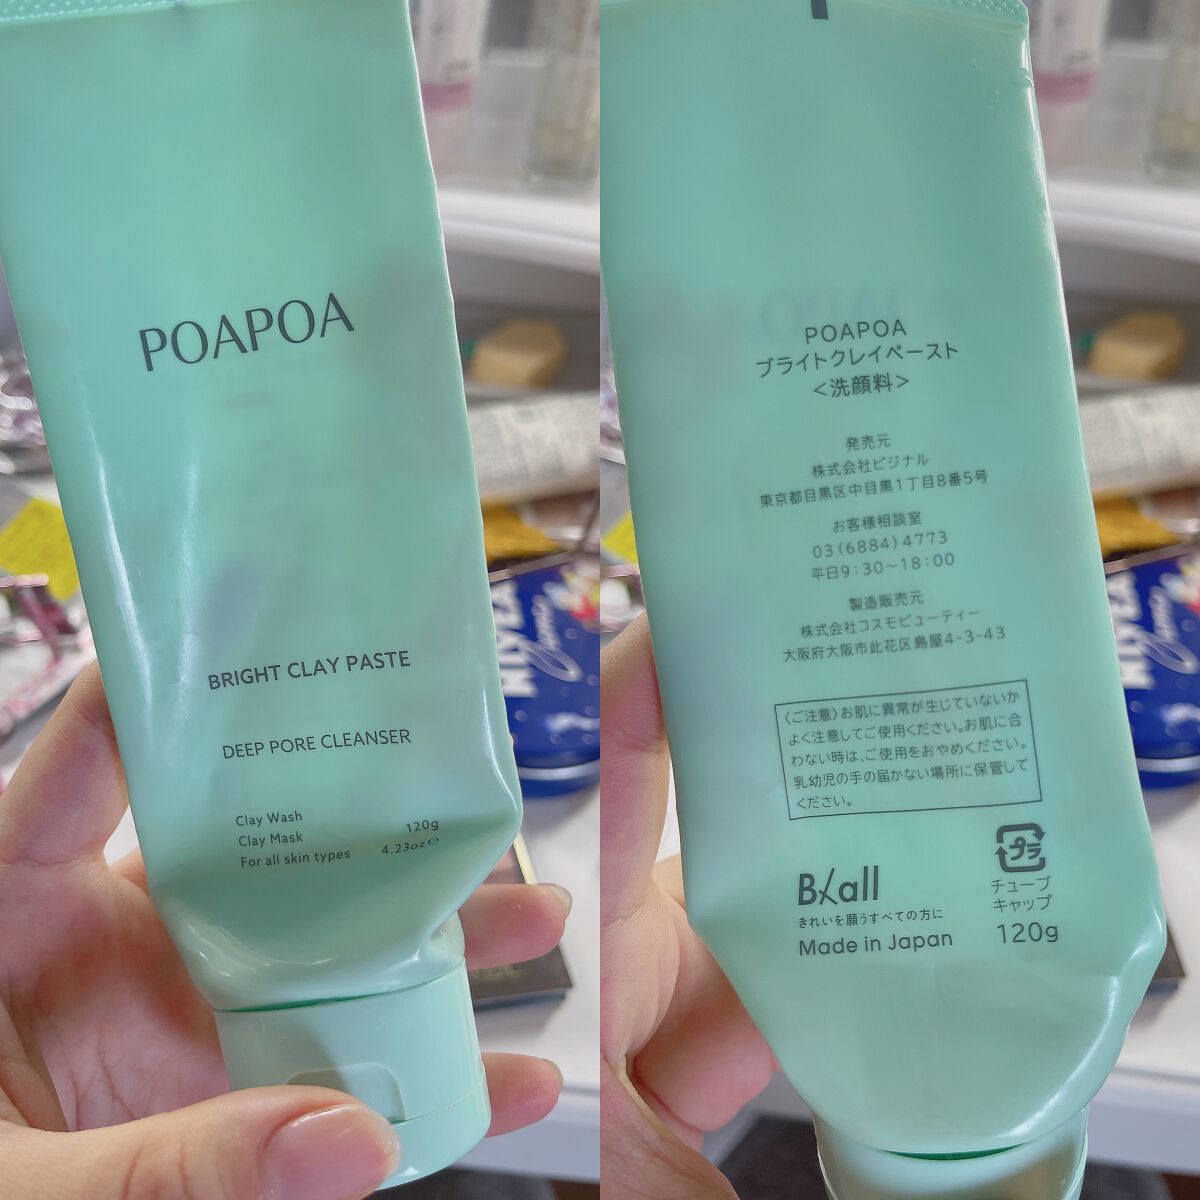 POAPOA
BRIGHT CLAY PASTE
DEEP PORE CLEANSER
Clay Wash
Clay Mask
For all skin types
120g
4.23oz℮
POAPOA
ブライトクレイペースト
<洗顔料>
発売元
株式会社ビジナル
東京都目黒区中目黒1丁目8番5号
お客様相談室
03(6884)4773
平日9:30~18:00
製造販売元
株式会社コスモビューティー
大阪府大阪市此花区島屋4-3-43
〈ご注意〉お肌に異常が生じていないか
よく注意してご使用ください。お肌に合
わない時は、ご使用をおやめください。
乳幼児の手の届かない場所に保管して
ください。
プラ
チューブ
キャップ
120g
B/all
きれいを願うすべての方に
Made in Japan
NIVEA
Creme